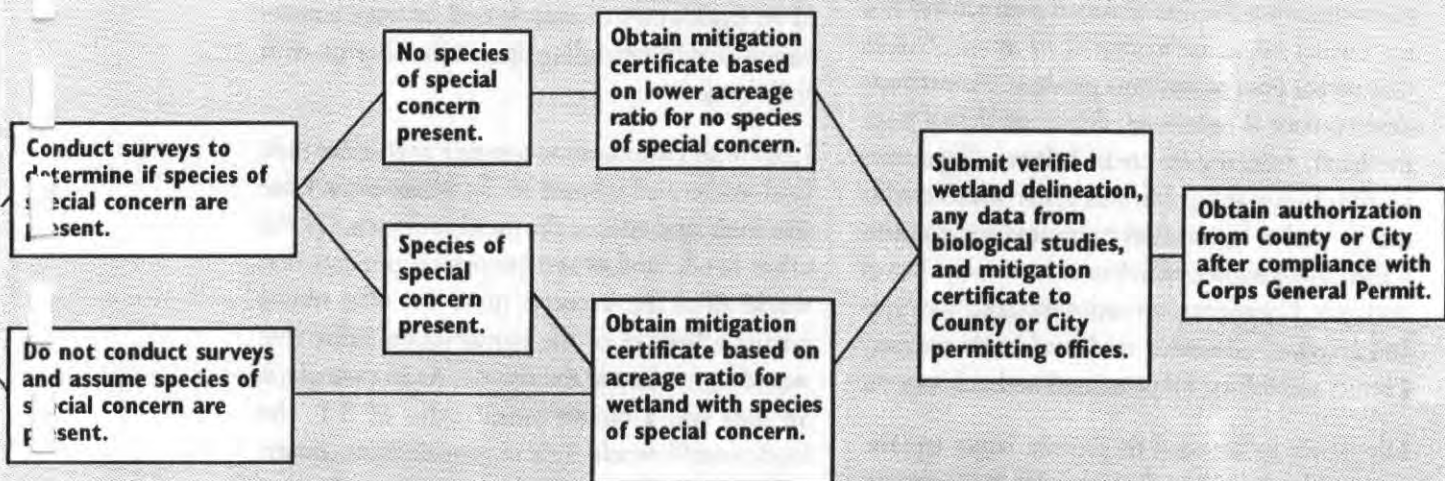 Conduct surveys to
if species of
special concern are
Do not conduct surveys
and assume species of
special concern are
No species
of special
concern
present.
Species of
special
concern
present.
Obtain mitigation
certificate based
on lower acreage
ratio for no species
of special concern.
Obtain mitigation
certificate based on
acreage ratio for
wetland with species
of special concern.
Submit verified
wetland delineation,
any data from
biological studies,
and mitigation
certificate to
County or City
permitting offices.
Obtain authorization
from County or City
after compliance with
Corps General Permit.